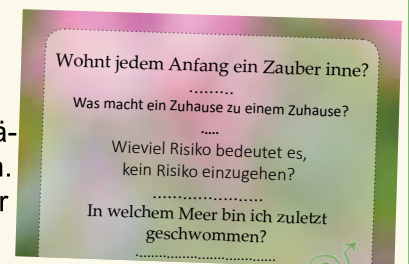 Wohnt jedem Anfang ein Zauber inne?
.........
Was macht ein Zuhause zu einem Zuhause?
.....
Wieviel Risiko bedeutet es,
kein Risiko einzugehen?
......................
In welchem Meer bin ich zuletzt
geschwommen?
..............................
ä-
n.
r